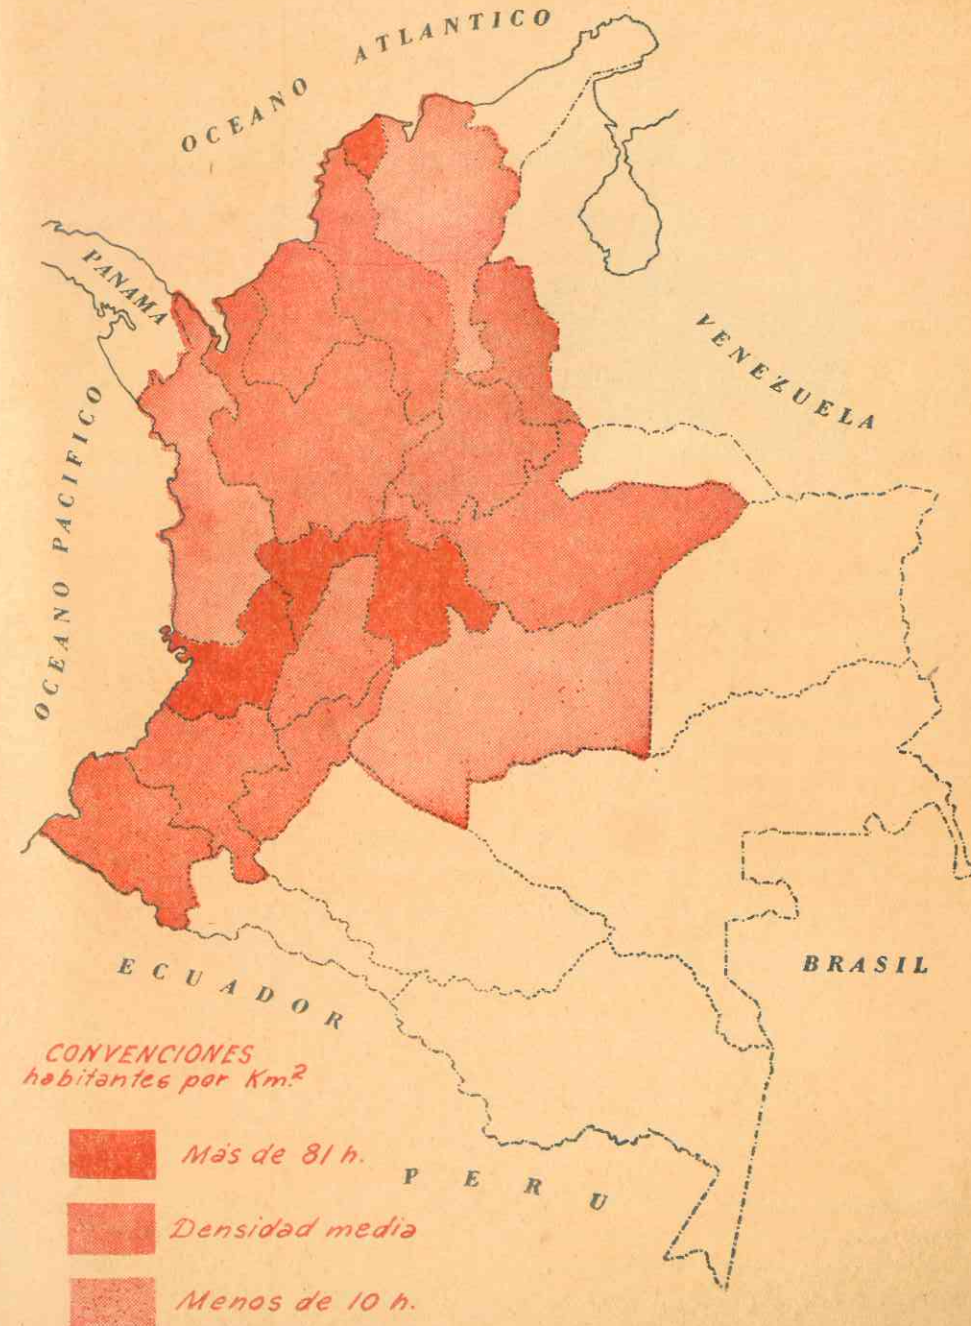 OCEANO ATLANTICO
PANAMA
VENEZUELA
OCEANO PACIFICO
BRASIL
ECUADOR
CONVENCIONES
habitantes por Km.²
Más de 81 h.
PERU
Densidad media
Menos de 10 h.